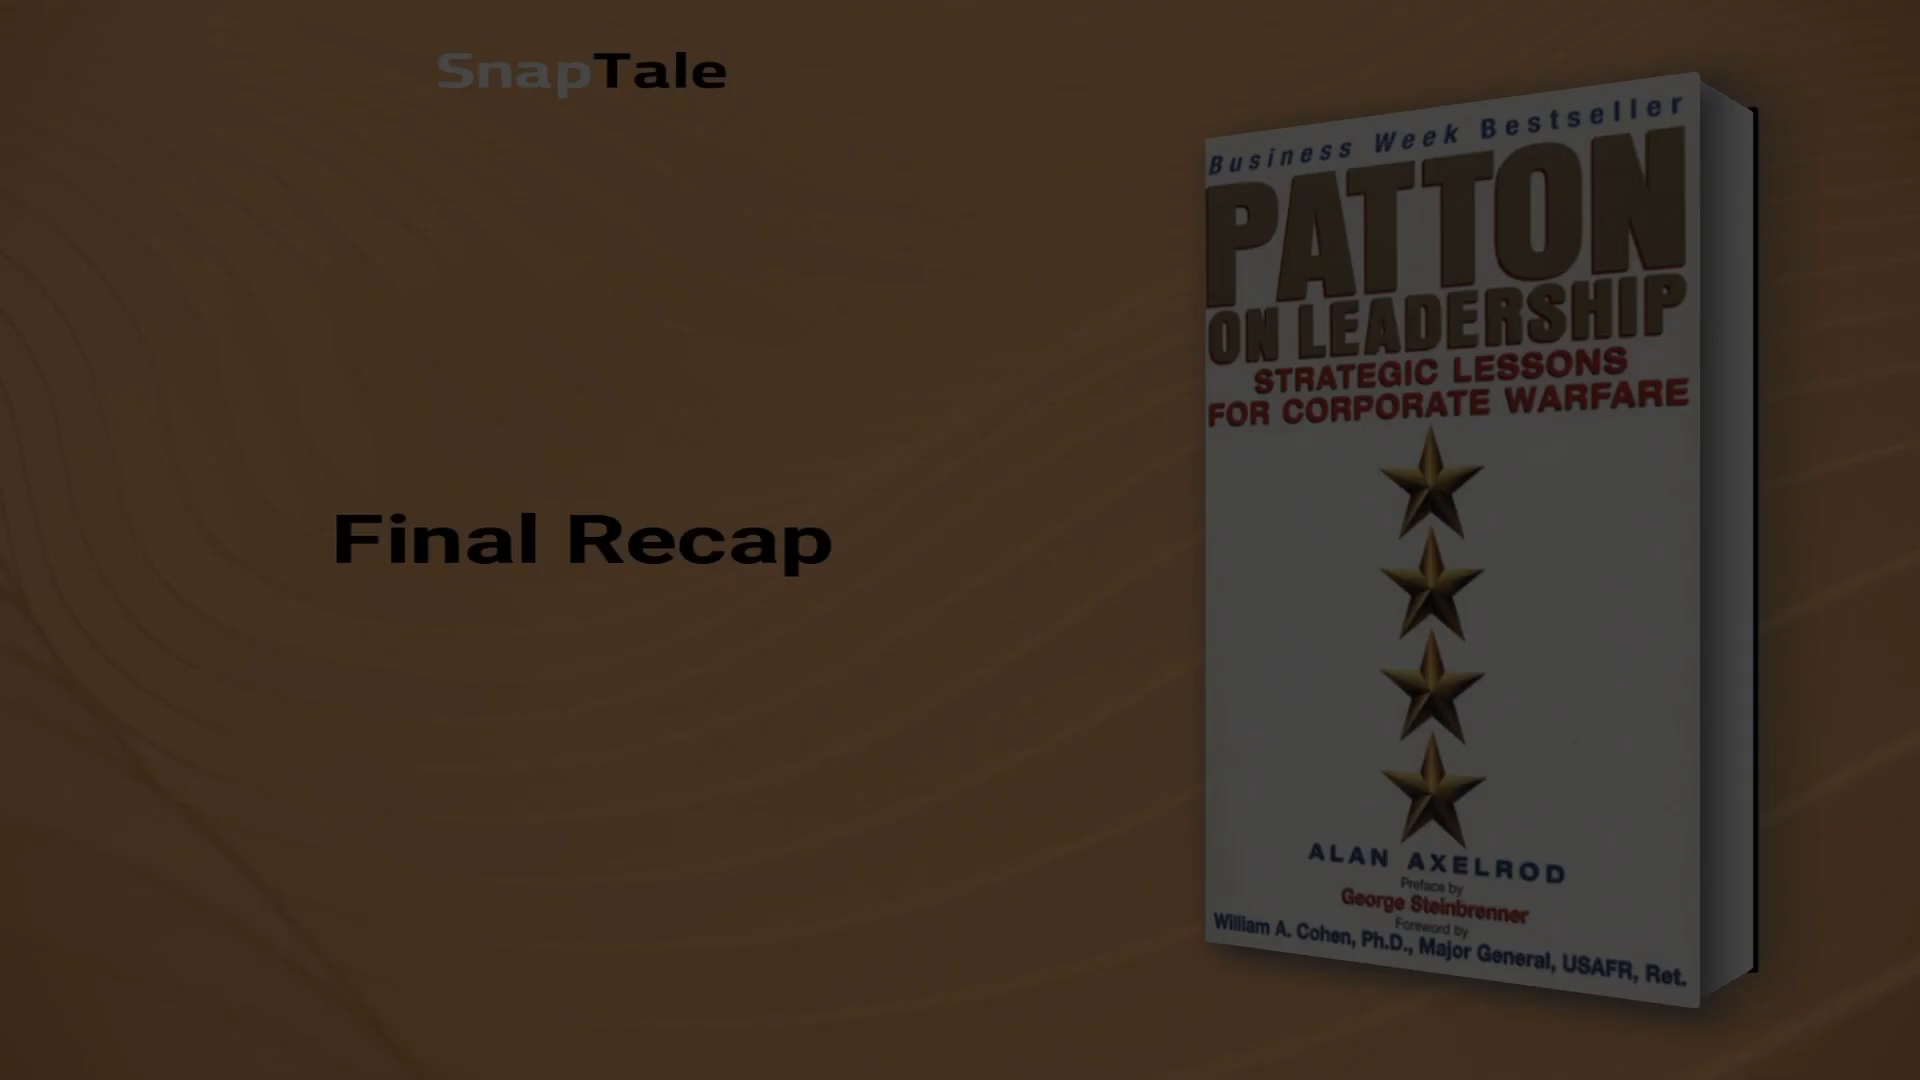 SnapTale
Final Recap
Business Week Bestseller
PATTON
ON LEADERSHIP
STRATEGIC LESSONS
FOR CORPORATE WARFARE
ALAN AXELROD
Preface by
George Steinbrenner
Foreword by
William A. Cohen, Ph.D., Major General, USAFR, Ret.